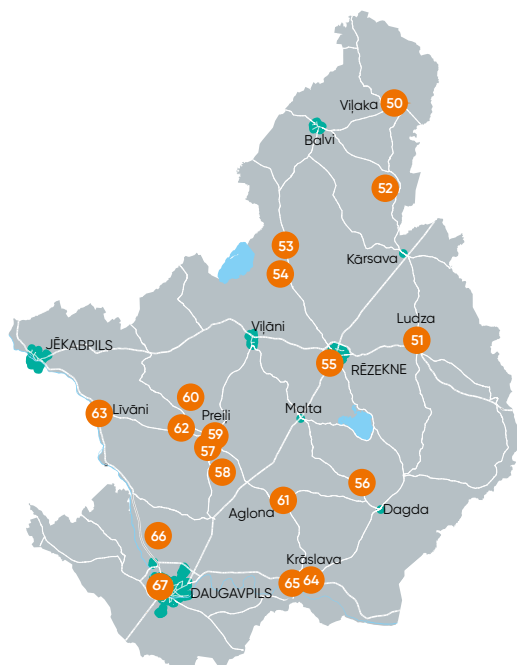 Viļaka
50
Balvi
52
53
Kārsava
54
Ludza
Viļāni
51
JĒKABPILS
55
RĒZEKNE
60
Malta
63
Līvāni
Preiļi
62
59
57
58
56
61
Aglona
Dagda
66
Krāslava
67
65
64
DAUGAVPILS